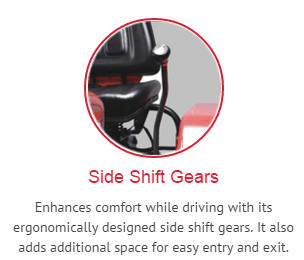 Side Shift Gears
Enhances comfort while driving with its
ergonomically designed side shift gears. It also
adds additional space for easy entry and exit.